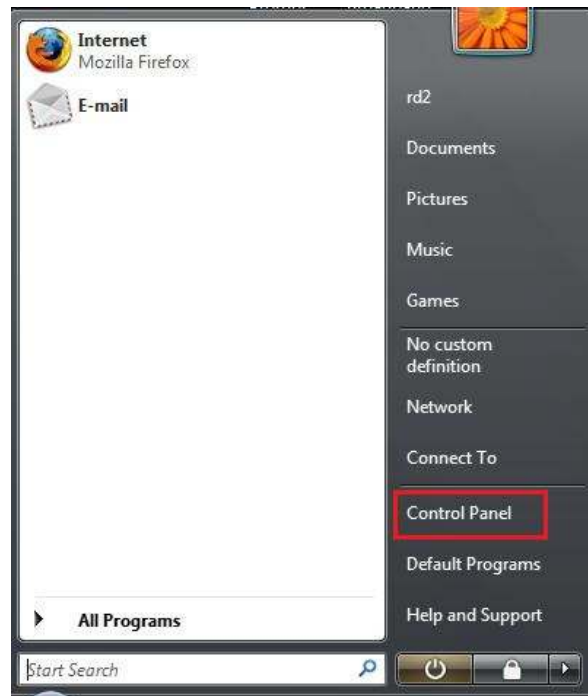 Internet
Mozilla Firefox
E-mail
All Programs
Start Search
rd2
Documents
Pictures
Music
Games
No custom
definition
Network
Connect To
Control Panel
Default Programs
Help and Support